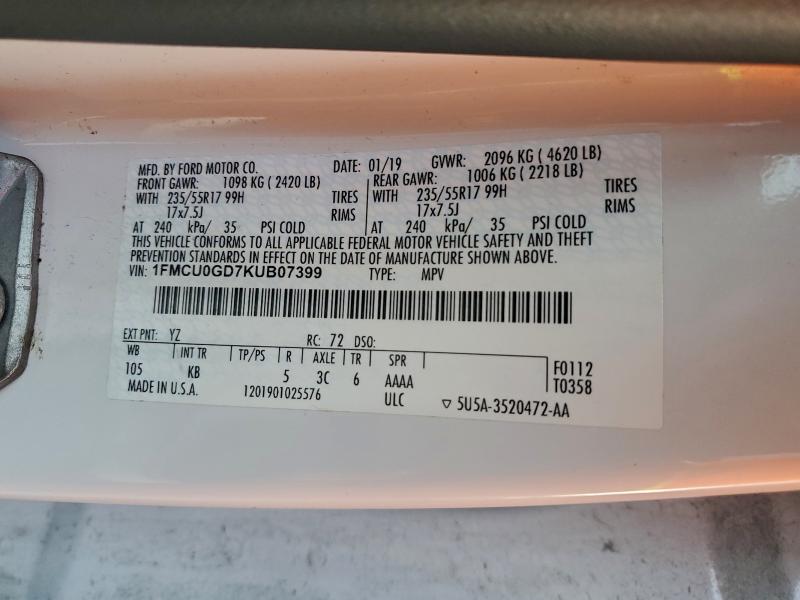 MFD. BY FORD MOTOR CO. DATE: 01/19 GVWR: 2096 KG ( 4620 LB)
FRONT GAWR: 1098 KG ( 2420 LB) REAR GAWR: 1006 KG ( 2218 LB)
WITH 235/55R17 99H TIRES WITH 235/55R17 99H TIRES
17x7.5J RIMS 17x7.5J RIMS
AT 240 kPa/ 35 PSI COLD AT 240 kPa/ 35 PSI COLD
THIS VEHICLE CONFORMS TO ALL APPLICABLE FEDERAL MOTOR VEHICLE SAFETY AND THEFT
PREVENTION STANDARDS IN EFFECT ON THE DATE OF MANUFACTURE SHOWN ABOVE.
VIN: 1FMCU0GD7KUB07399 TYPE: MPV
EXT PNT: YZ RC: 72 DSO:
WB INT TR TP/PS R AXLE TR SPR F0112
105 KB 5 3C 6 AAAA T0358
MADE IN U.S.A. 1201901025576 ULC ▽ 5U5A-3520472-AA